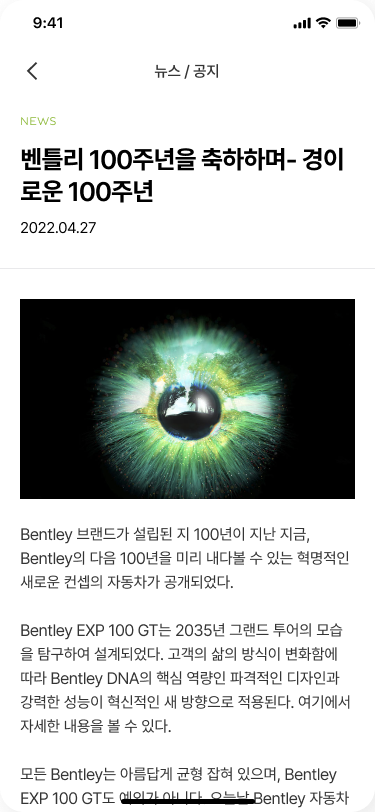 9:41
뉴스 / 공지
NEWS
벤틀리 100주년을 축하하며- 경이
로운 100주년
2022.04.27
Bentley 브랜드가 설립된 지 100년이 지난 지금,
Bentley의 다음 100년을 미리 내다볼 수 있는 혁명적인
새로운 컨셉의 자동차가 공개되었다.
Bentley EXP 100 GT는 2035년 그랜드 투어의 모습
을 탐구하여 설계되었다. 고객의 삶의 방식이 변화함에
따라 Bentley DNA의 핵심 역량인 파격적인 디자인과
강력한 성능이 혁신적인 새 방향으로 적용된다. 여기에서
자세한 내용을 볼 수 있다.
모든 Bentley는 아름답게 균형 잡혀 있으며, Bentley
EXP 100 GT도 예외가 아니다. 오늘날 Bentley 자동차